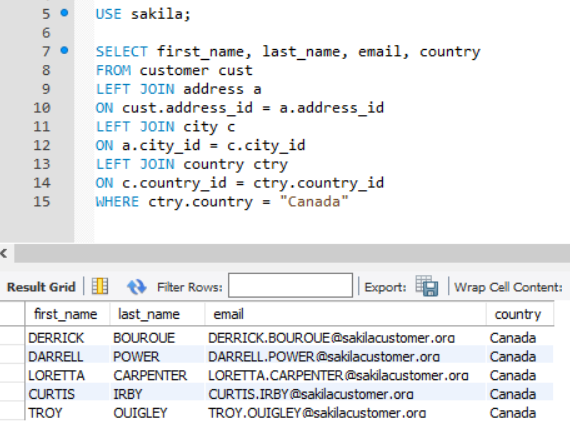 5 USE sakila;
6
7 SELECT first_name, last_name, email, country
8 FROM customer cust
9 LEFT JOIN address a
10 ON cust.address_id = a.address_id
11 LEFT JOIN city c
12 ON a.city_id = c.city_id
13 LEFT JOIN country ctry
14 ON c.country_id = ctry.country_id
15 WHERE ctry.country = "Canada"
Result Grid Filter Rows: Export: Wrap Cell Content:
first_name last_name email country
DERRICK BOURQUE DERRICK.BOURQUE@sakilacustomer.org Canada
DARRELL POWER DARRELL.POWER@sakilacustomer.org Canada
LORETTA CARPENTER LORETTA.CARPENTER@sakilacustomer.org Canada
CURTIS IRBY CURTIS.IRBY@sakilacustomer.org Canada
TROY QUIGLEY TROY.QUIGLEY@sakilacustomer.org Canada